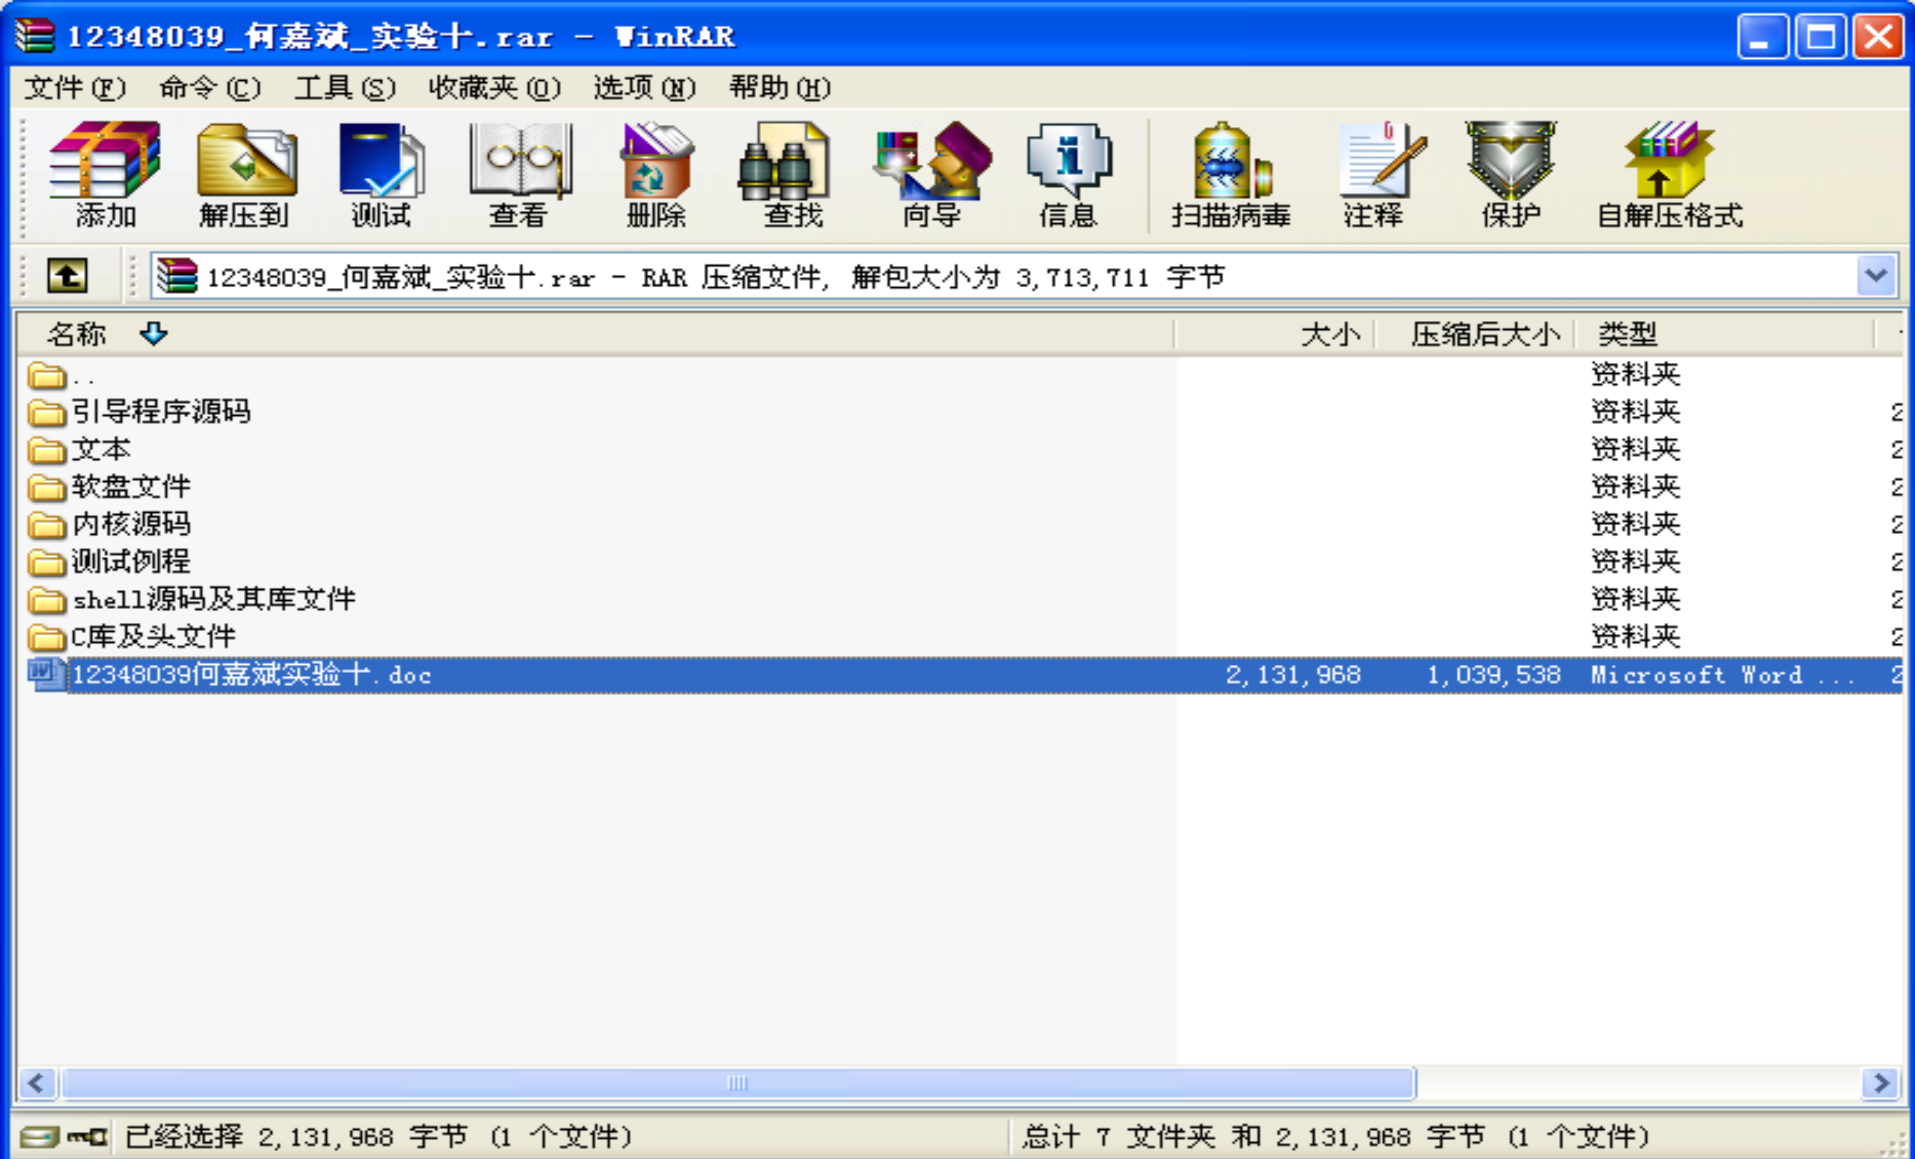 12348039_何嘉斌_实验十.rar - WinRAR
文件(F) 命令(C) 工具(S) 收藏夹(O) 选项(N) 帮助(H)
添加 解压到 测试 查看 删除 查找 向导 信息 扫描病毒 注释 保护 自解压格式
12348039_何嘉斌_实验十.rar - RAR 压缩文件, 解包大小为 3,713,711 字节
名称 大小 压缩后大小 类型
.. 资料夹
引导程序源码 资料夹 2
文本 资料夹 2
软盘文件 资料夹 2
内核源码 资料夹 2
测试例程 资料夹 2
shell源码及其库文件 资料夹 2
C库及头文件 资料夹 2
12348039何嘉斌实验十.doc 2,131,968 1,039,538 Microsoft Word ... 2
已经选择 2,131,968 字节 (1 个文件) 总计 7 文件夹 和 2,131,968 字节 (1 个文件)